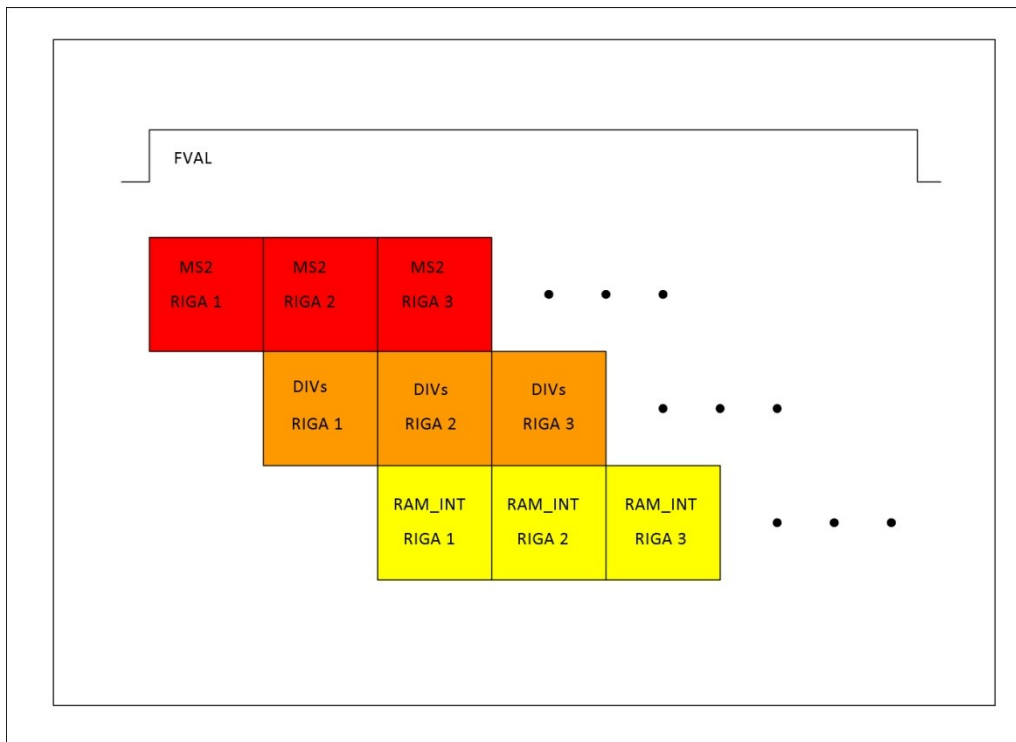 FVAL
MS2
RIGA 1
MS2
RIGA 2
MS2
RIGA 3
DIVs
RIGA 1
DIVs
RIGA 2
DIVs
RIGA 3
RAM_INT
RIGA 1
RAM_INT
RIGA 2
RAM_INT
RIGA 3